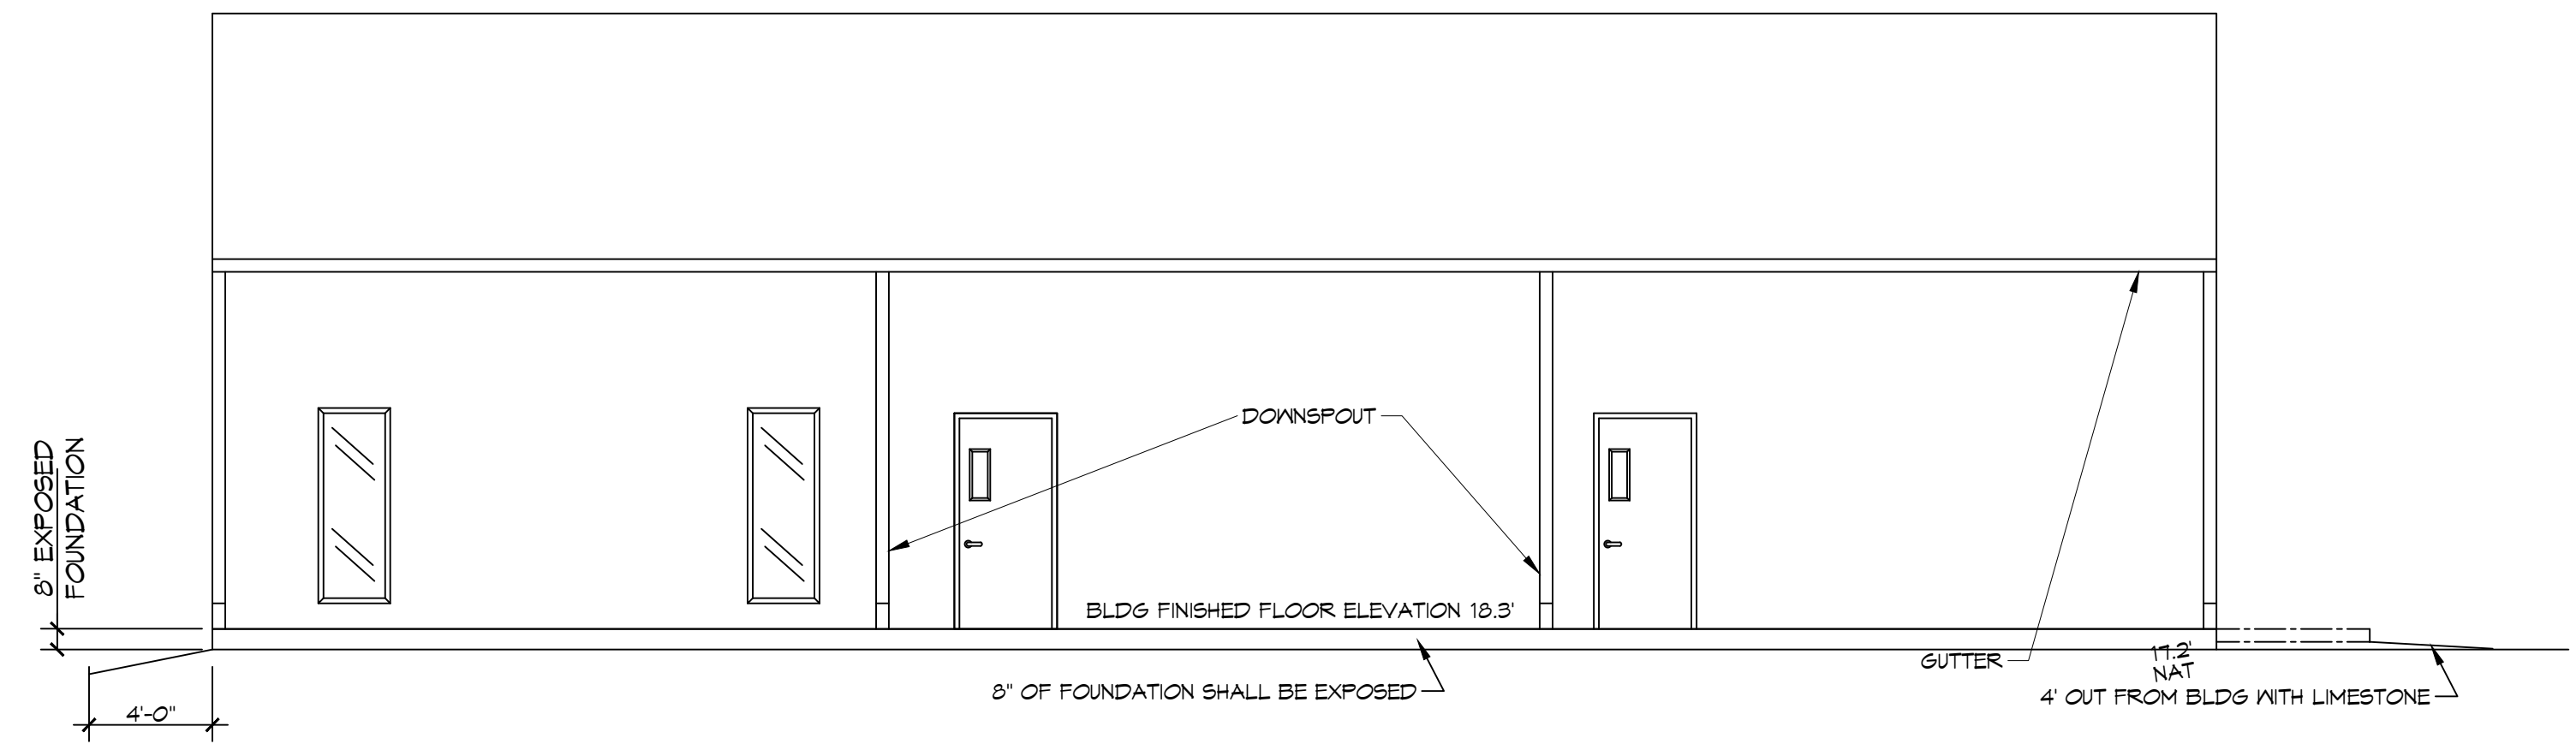 8" EXPOSED
FOUNDATION
DOWNSPOUT
BLDG FINISHED FLOOR ELEVATION 18.3'
GUTTER
17.2'
NAT
8" OF FOUNDATION SHALL BE EXPOSED
4' OUT FROM BLDG WITH LIMESTONE
4'-0"